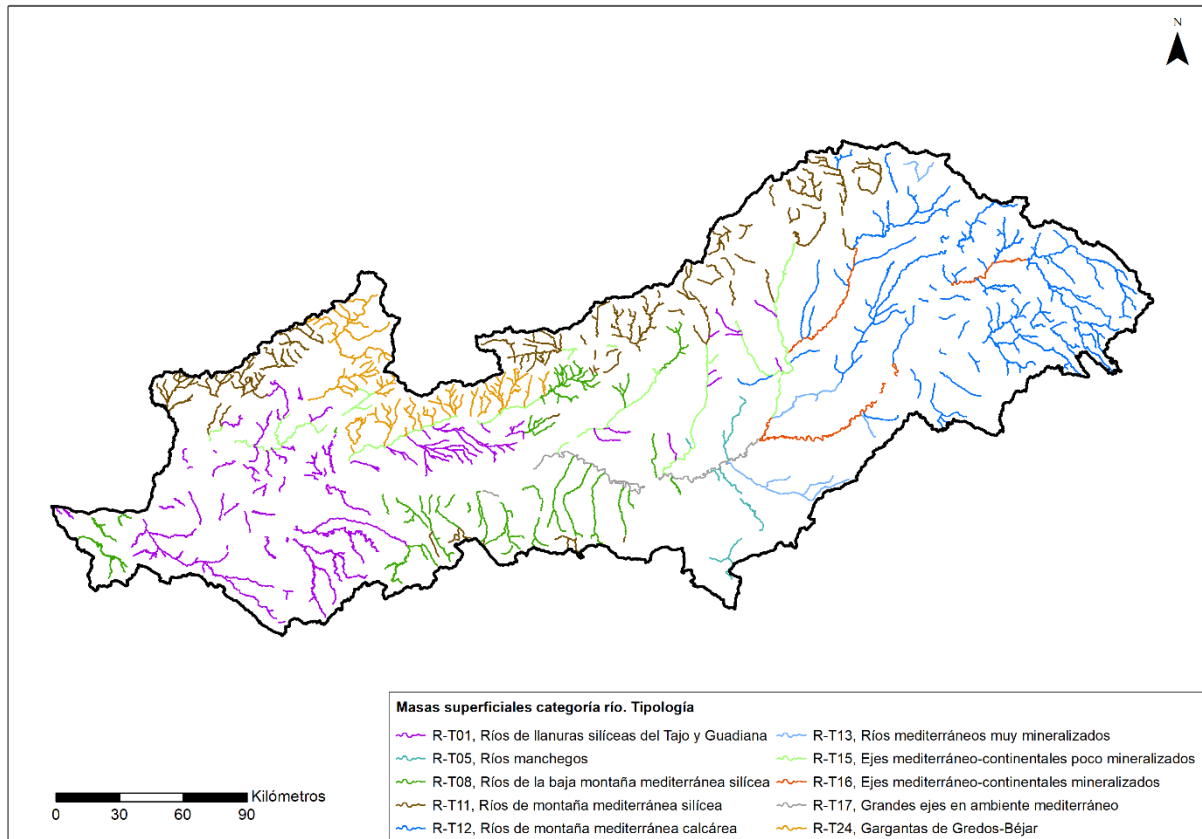 N
Masas superficiales categoría río. Tipología
R-T01, Ríos de llanuras silíceas del Tajo y Guadiana
R-T05, Ríos manchegos
R-T08, Ríos de la baja montaña mediterránea silícea
R-T11, Ríos de montaña mediterránea silícea
R-T12, Ríos de montaña mediterránea calcárea
R-T13, Ríos mediterráneos muy mineralizados
R-T15, Ejes mediterráneo-continentales poco mineralizados
R-T16, Ejes mediterráneo-continentales mineralizados
R-T17, Grandes ejes en ambiente mediterráneo
R-T24, Gargantas de Gredos-Béjar
Kilómetros
0 30 60 90